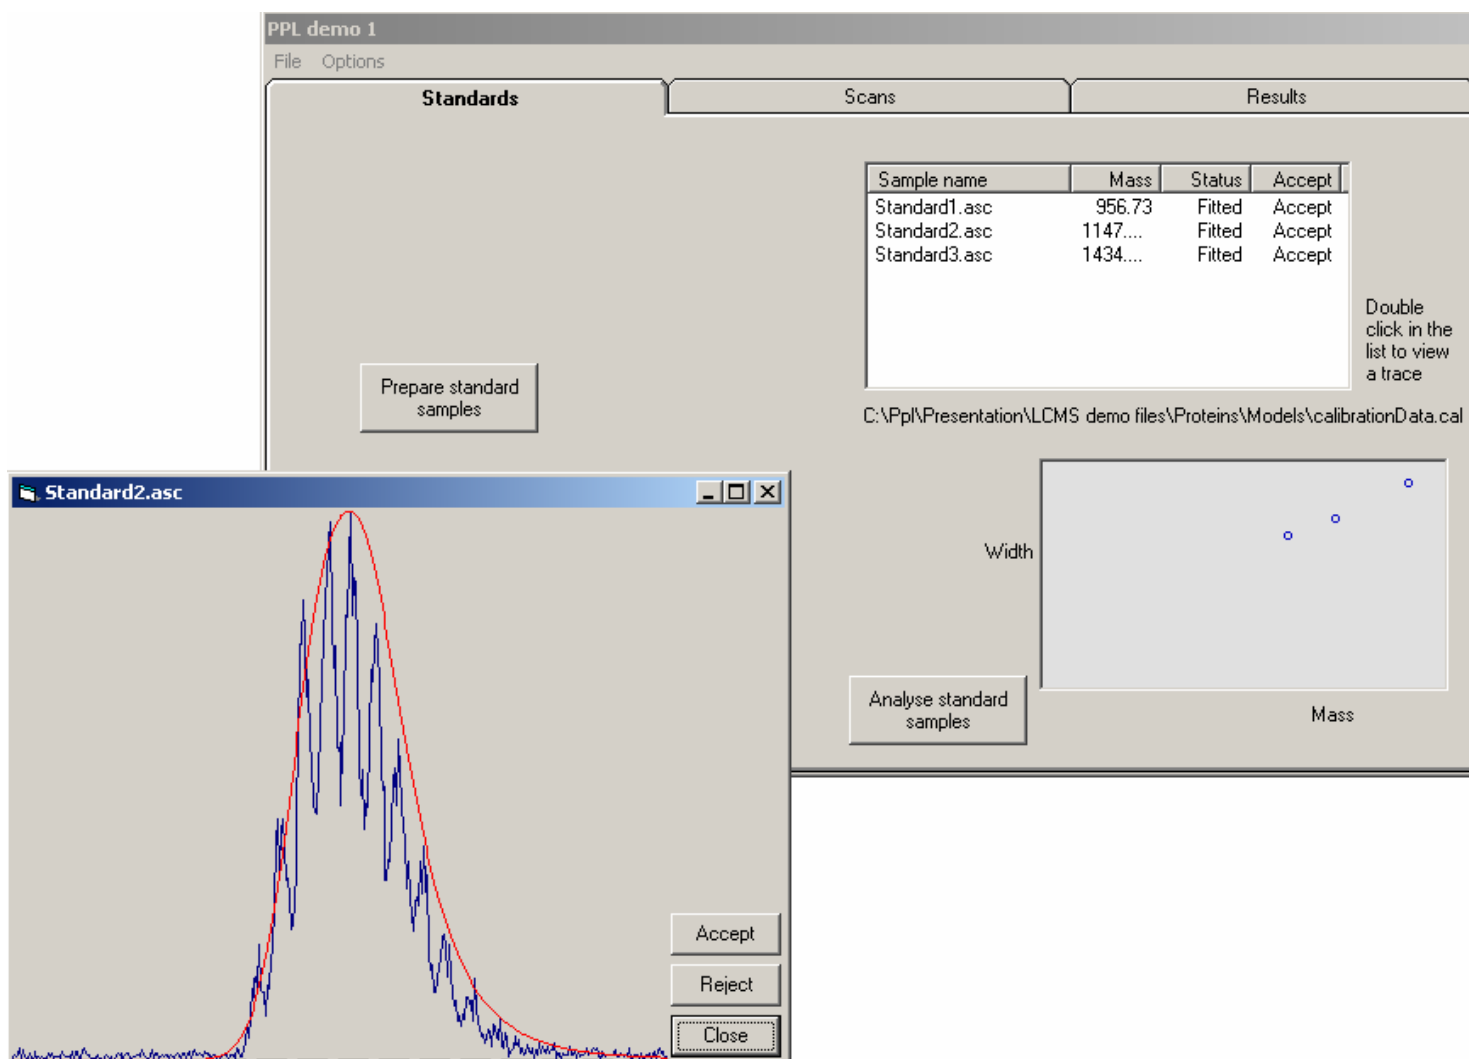 PPL demo 1
File Options
Standards Scans Results
Sample name Mass Status Accept
Standard1.asc 956.73 Fitted Accept
Standard2.asc 1147.... Fitted Accept
Standard3.asc 1434.... Fitted Accept
Double
click in the
list to view
a trace
Prepare standard
samples
C:\Ppl\Presentation\LCMS demo files\Proteins\Models\calibrationData.cal
Width
Mass
Analyse standard
samples
Standard2.asc
Accept
Reject
Close